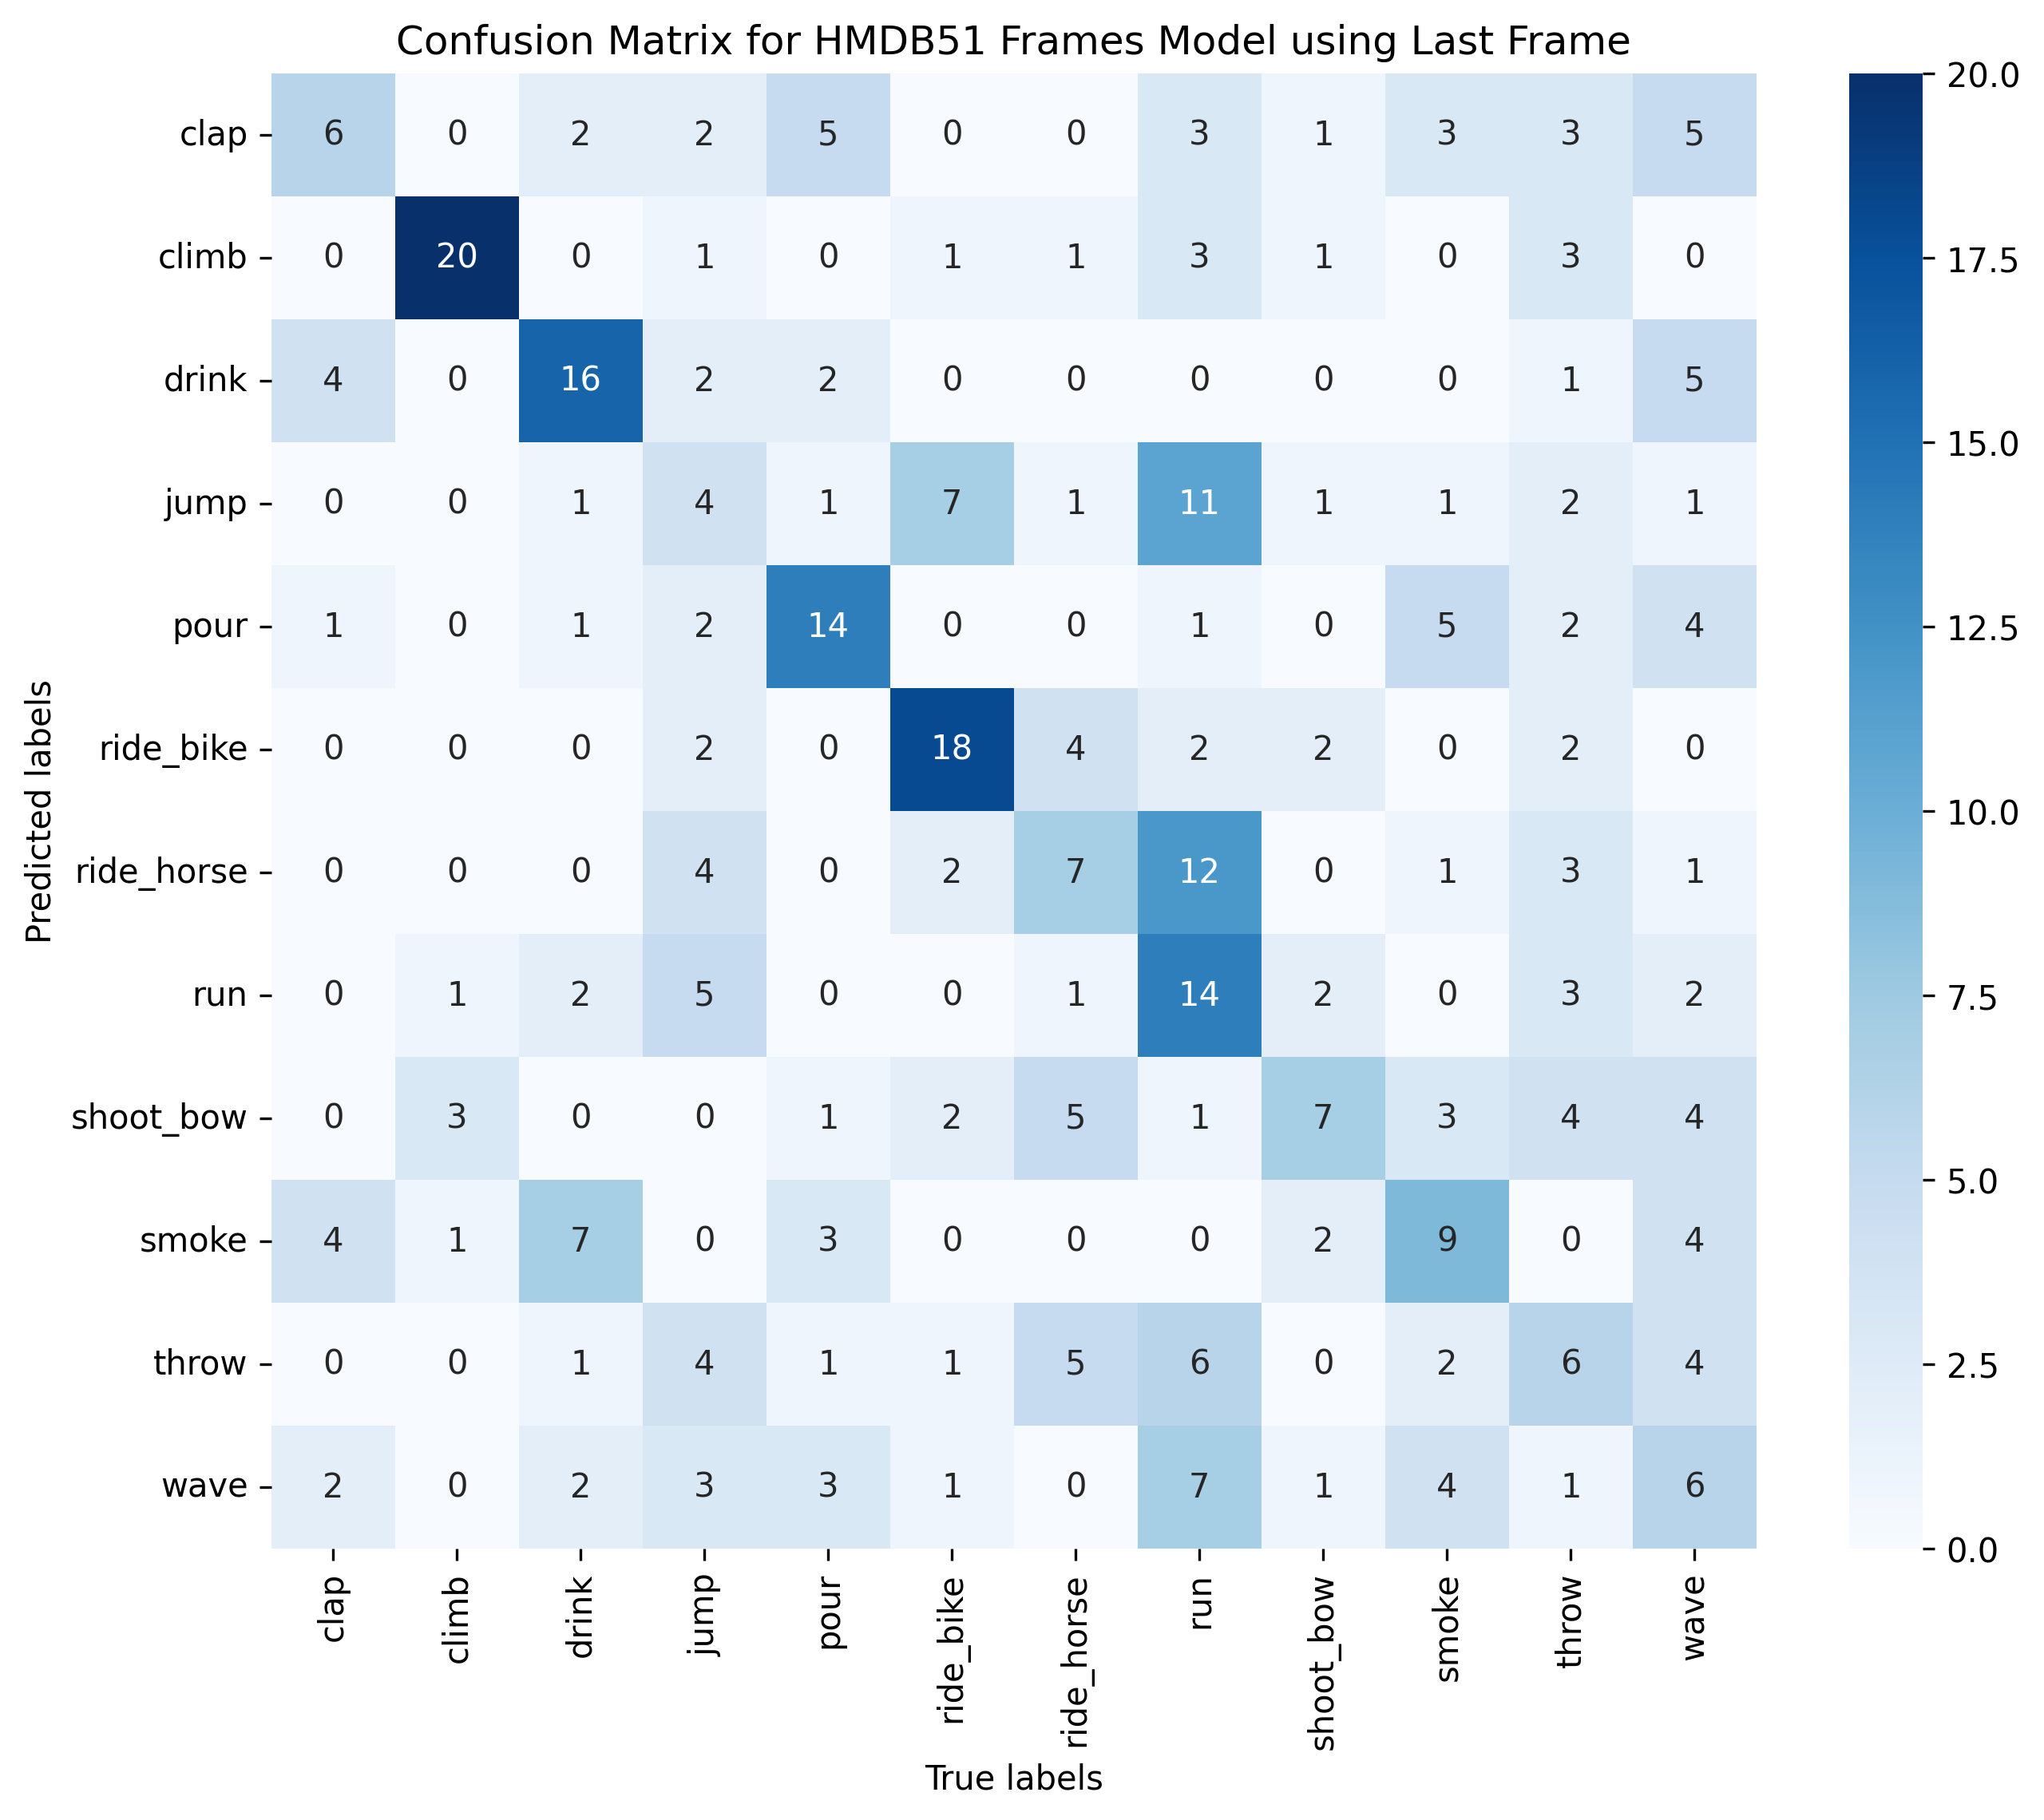 Confusion Matrix for HMDB51 Frames Model using Last Frame
clap 6 0 2 2 5 0 0 3 1 3 3 5
climb 0 20 0 1 0 1 1 3 1 0 3 0
drink 4 0 16 2 2 0 0 0 0 0 1 5
jump 0 0 1 4 1 7 1 11 1 1 2 1
pour 1 0 1 2 14 0 0 1 0 5 2 4
ride_bike 0 0 0 2 0 18 4 2 2 0 2 0
ride_horse 0 0 0 4 0 2 7 12 0 1 3 1
run 0 1 2 5 0 0 1 14 2 0 3 2
shoot_bow 0 3 0 0 1 2 5 1 7 3 4 4
smoke 4 1 7 0 3 0 0 0 2 9 0 4
throw 0 0 1 4 1 1 5 6 0 2 6 4
wave 2 0 2 3 3 1 0 7 1 4 1 6
clap climb drink jump pour ride_bike ride_horse run shoot_bow smoke throw wave
True labels
Predicted labels
20.0
17.5
15.0
12.5
10.0
7.5
5.0
2.5
0.0